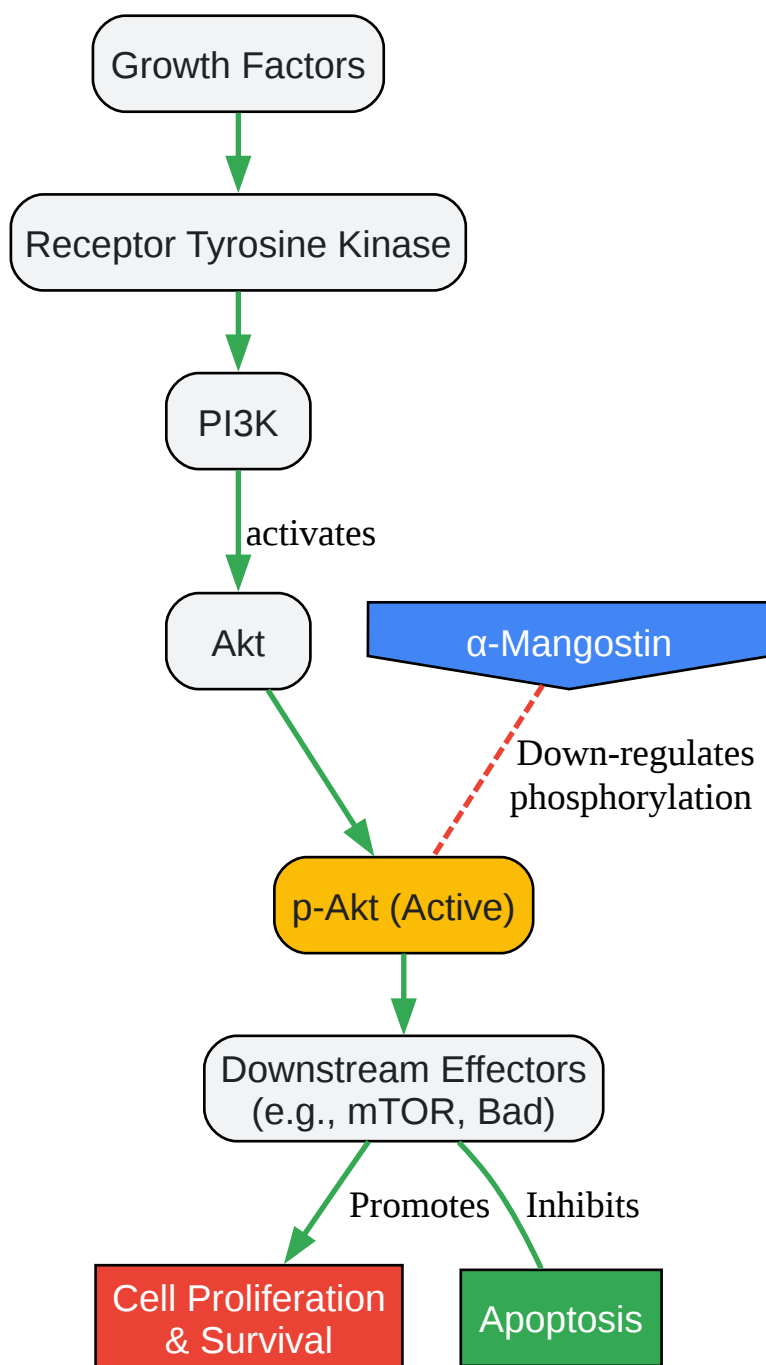 Growth Factors
Receptor Tyrosine Kinase
PI3K
activates
Akt
α-Mangostin
Down-regulates
phosphorylation
p-Akt (Active)
Downstream Effectors
(e.g., mTOR, Bad)
Promotes
Inhibits
Cell Proliferation
& Survival
Apoptosis